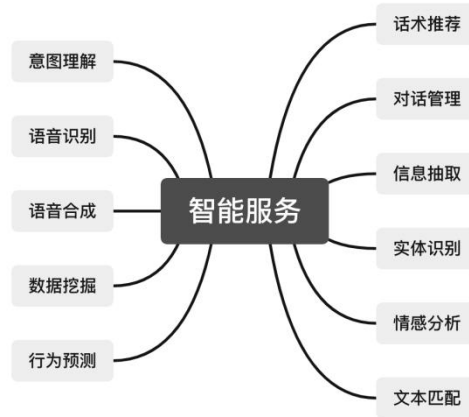 意图理解
语音识别
语音合成
数据挖掘
行为预测
智能服务
话术推荐
对话管理
信息抽取
实体识别
情感分析
文本匹配